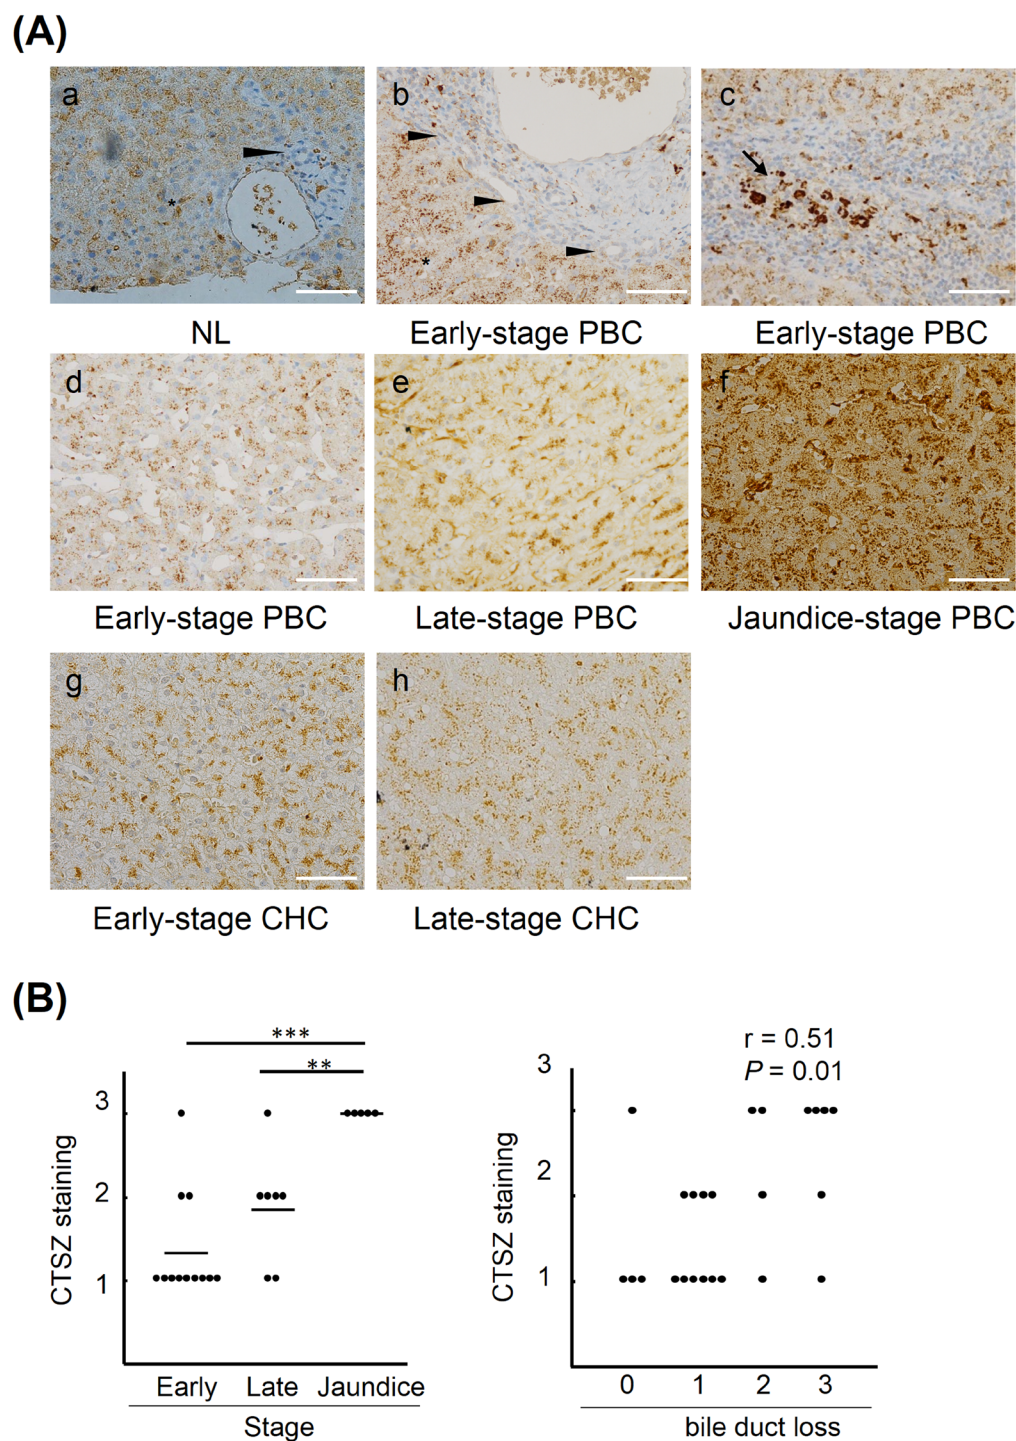 (A)
a
b
c
*
*
NL
Early-stage PBC
Early-stage PBC
d
e
f
Early-stage PBC
Late-stage PBC
Jaundice-stage PBC
g
h
Early-stage CHC
Late-stage CHC
(B)
***
**
CTSZ staining
3
2
1
Early
Late
Jaundice
Stage
r = 0.51
P = 0.01
CTSZ staining
3
2
1
0
1
2
3
bile duct loss